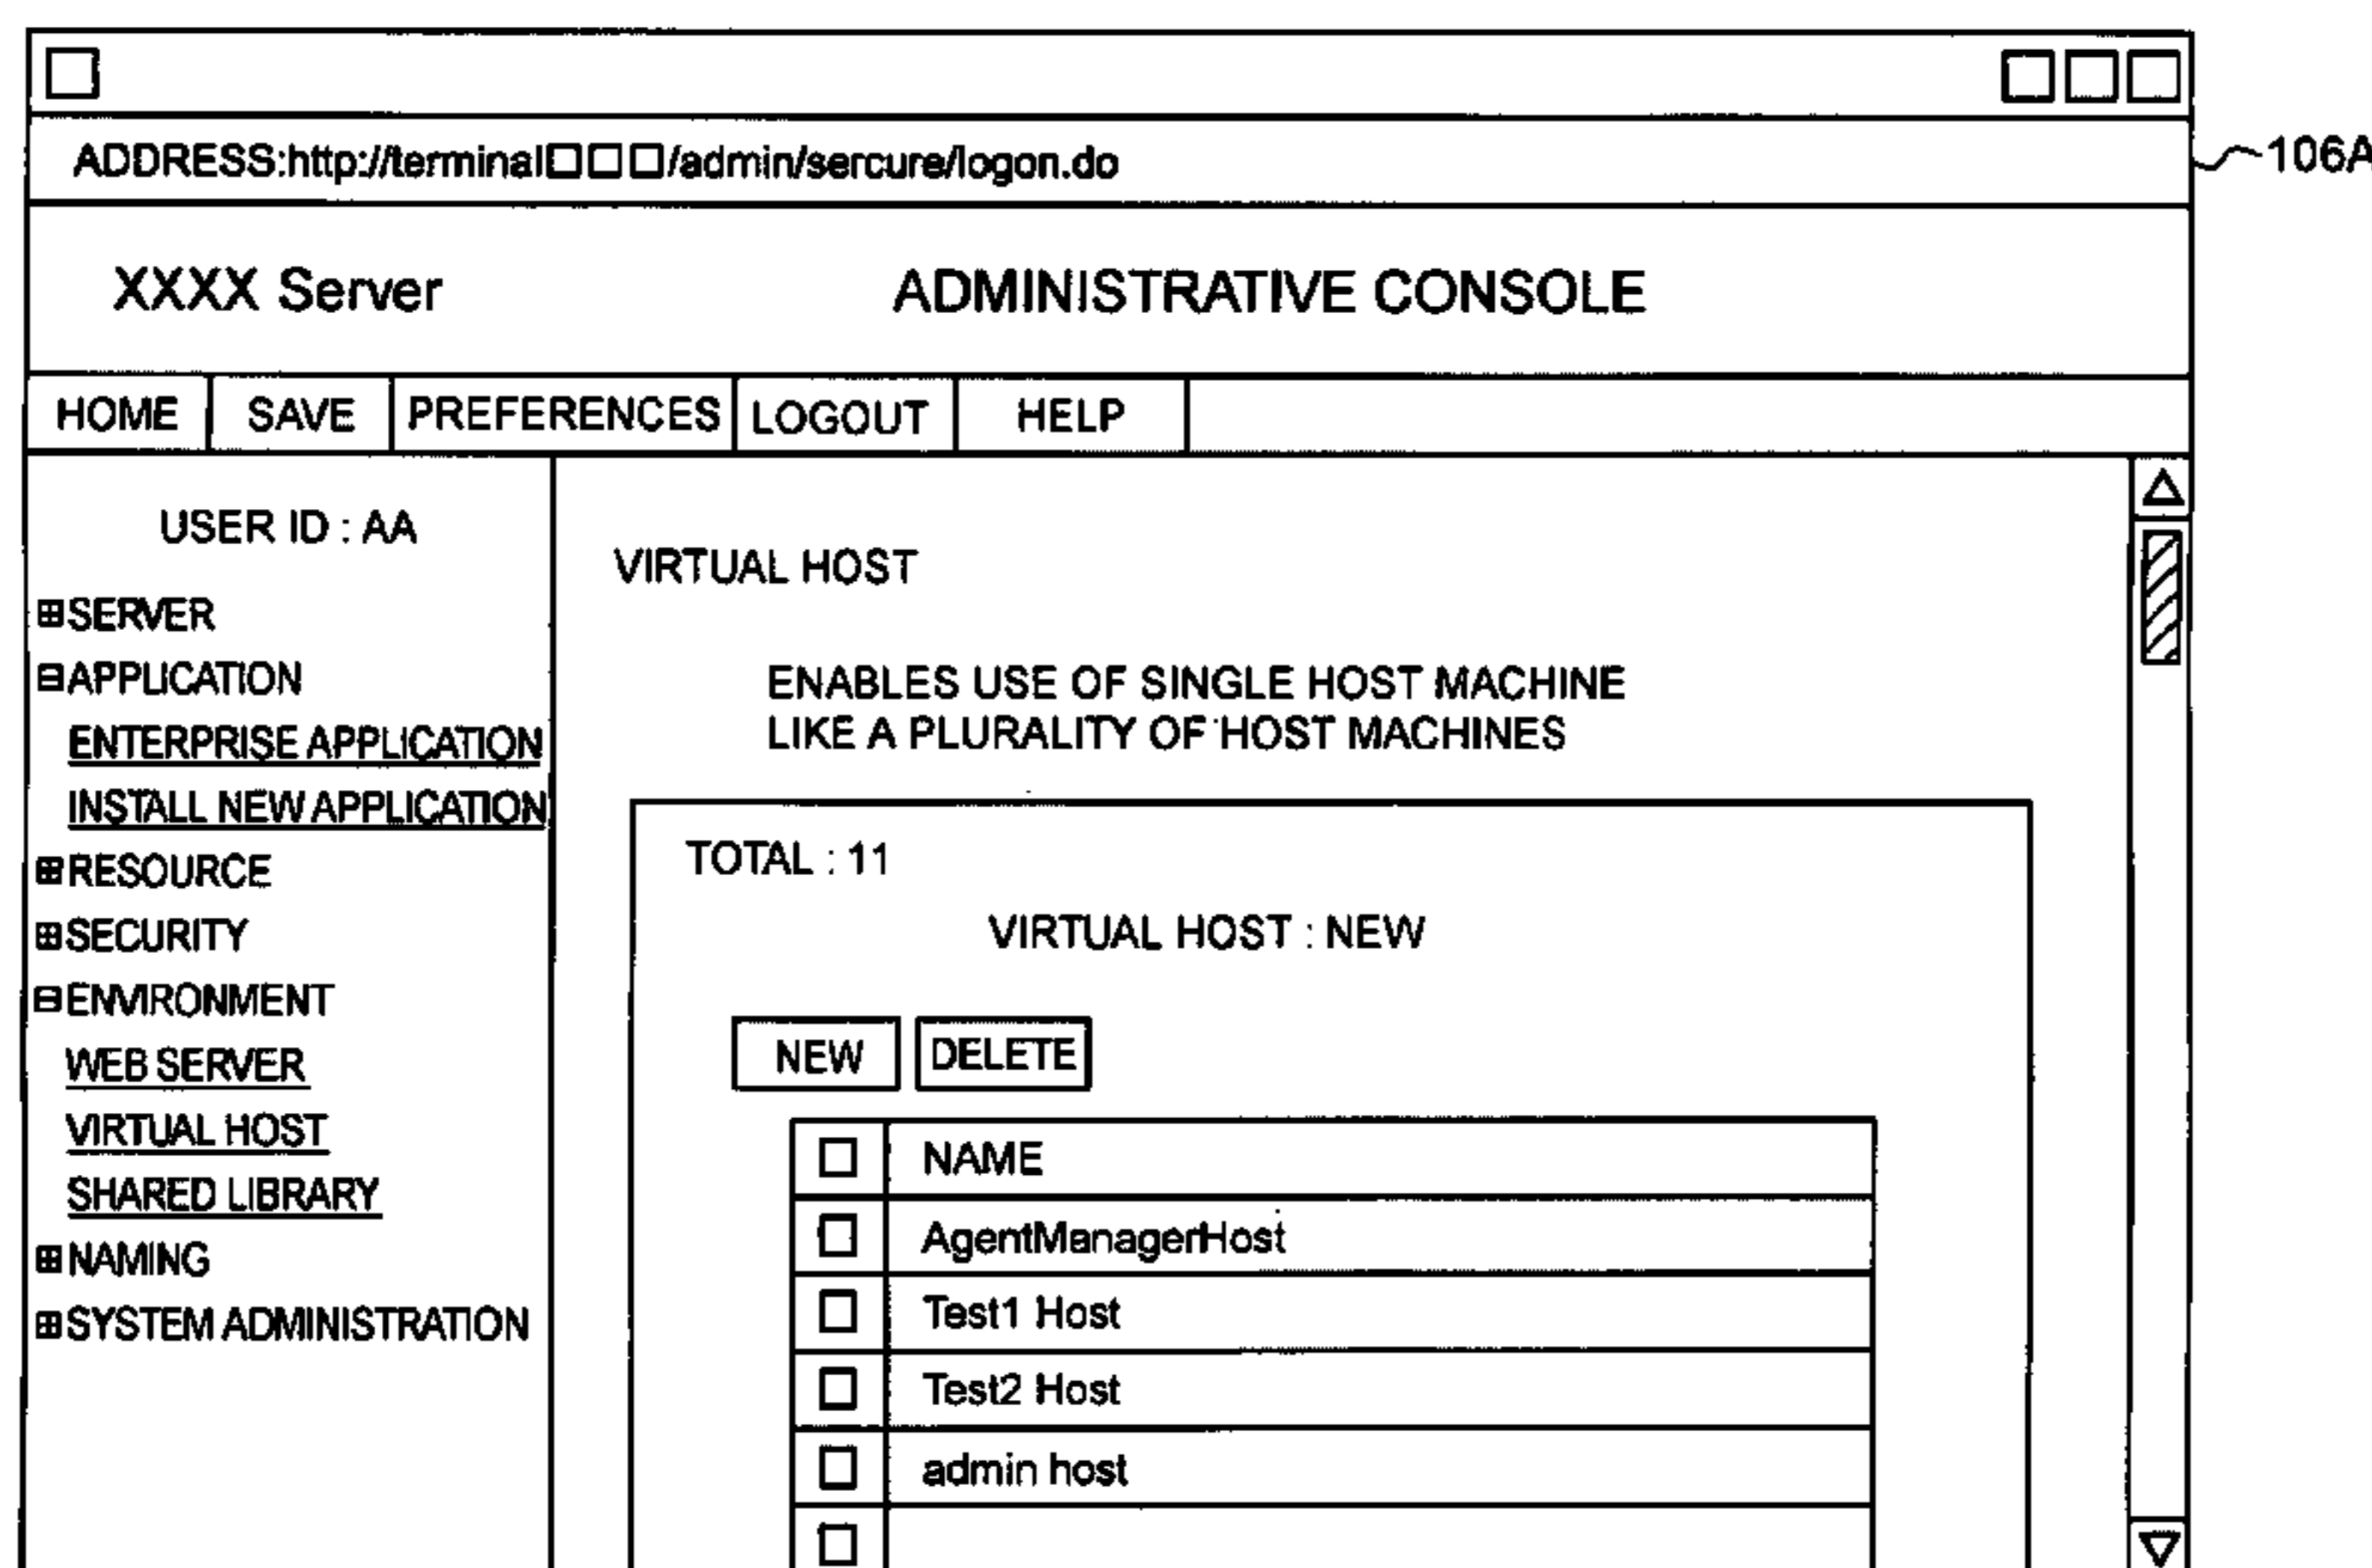 ADDRESS:http://terminal□□□/admin/sercure/logon.do
106A
XXXX Server
ADMINISTRATIVE CONSOLE
HOME SAVE PREFERENCES LOGOUT HELP
USER ID : AA
SERVER
APPLICATION
ENTERPRISE APPLICATION
INSTALL NEW APPLICATION
RESOURCE
SECURITY
ENVIRONMENT
WEB SERVER
VIRTUAL HOST
SHARED LIBRARY
NAMING
SYSTEM ADMINISTRATION
VIRTUAL HOST
ENABLES USE OF SINGLE HOST MACHINE
LIKE A PLURALITY OF HOST MACHINES
TOTAL : 11
VIRTUAL HOST : NEW
NEW DELETE
NAME
AgentManagerHost
Test1 Host
Test2 Host
admin host